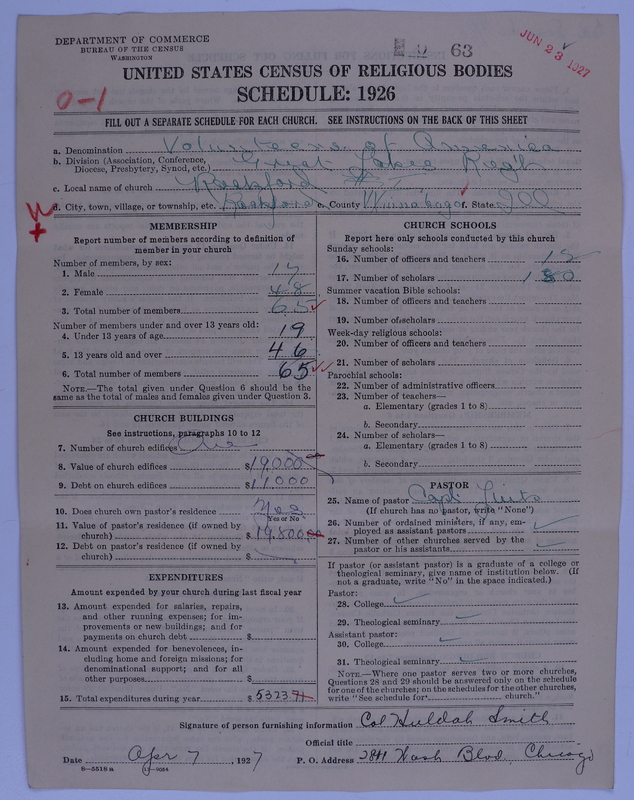 DEPARTMENT OF COMMERCE
BUREAU OF THE CENSUS
WASHINGTON
63
JUN 23 1927
UNITED STATES CENSUS OF RELIGIOUS BODIES
SCHEDULE: 1926
0-1
FILL OUT A SEPARATE SCHEDULE FOR EACH CHURCH. SEE INSTRUCTIONS ON THE BACK OF THIS SHEET
a. Denomination Volunteers of America
b. Division (Association, Conference, Diocese, Presbytery, Synod, etc.) Great Lakes Reg'n
c. Local name of church Rockford
d. City, town, village, or township, etc. Rockford e. County Winnebago f. State Ill
MEMBERSHIP
Report number of members according to definition of
member in your church
Number of members, by sex:
1. Male 17
2. Female 48
3. Total number of members 65
Number of members under and over 13 years old:
4. Under 13 years of age 19
5. 13 years old and over 46
6. Total number of members 65
NOTE.—The total given under Question 6 should be the
same as the total of males and females given under Question 3.
CHURCH BUILDINGS
See instructions, paragraphs 10 to 12
7. Number of church edifices One
8. Value of church edifices $19000
9. Debt on church edifices $11000
10. Does church own pastor's residence Yes
Yes or No
11. Value of pastor's residence (if owned by
church) $19800
12. Debt on pastor's residence (if owned by
church) $
EXPENDITURES
Amount expended by your church during last fiscal year
13. Amount expended for salaries, repairs,
and other running expenses; for im-
provements or new buildings; and for
payments on church debt $
14. Amount expended for benevolences, in-
cluding home and foreign missions; for
denominational support; and for all
other purposes $
15. Total expenditures during year $ 5323.71
CHURCH SCHOOLS
Report here only schools conducted by this church
Sunday schools:
16. Number of officers and teachers 12
17. Number of scholars 180
Summer vacation Bible schools:
18. Number of officers and teachers
19. Number of scholars
Week-day religious schools:
20. Number of officers and teachers
21. Number of scholars
Parochial schools:
22. Number of administrative officers
23. Number of teachers—
a. Elementary (grades 1 to 8)
b. Secondary
24. Number of scholars—
a. Elementary (grades 1 to 8)
b. Secondary
PASTOR
25. Name of pastor Capt
(If church has no pastor, write "None")
26. Number of ordained ministers, if any, em-
ployed as assistant pastors
27. Number of other churches served by the
pastor or his assistants
If pastor (or assistant pastor) is a graduate of a college or
theological seminary, give name of institution below. (If
not a graduate, write "No" in the space indicated.)
Pastor:
28. College
29. Theological seminary
Assistant pastor:
30. College
31. Theological seminary
NOTE.—Where one pastor serves two or more churches,
Questions 28 and 29 should be answered only on the schedule
for one of the churches; on the schedules for the other churches,
write "See schedule for church."
Signature of person furnishing information Col Huldah Smith
Official title
Date Apr 7, 1927 P. O. Address 2841 Wash Blvd, Chicago
8-5518a